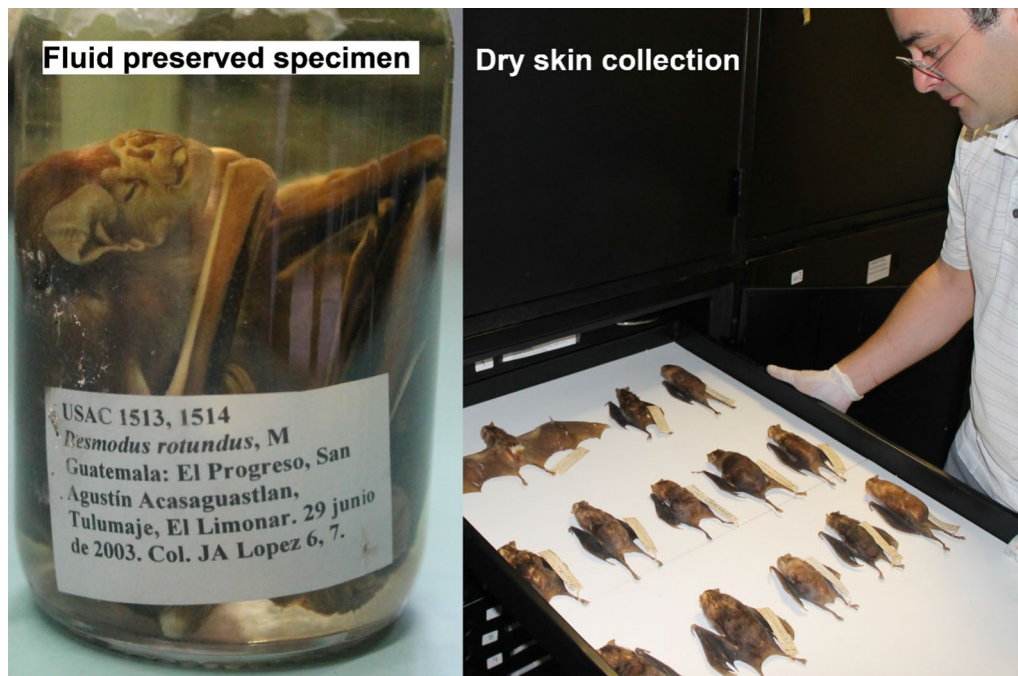 Fluid preserved specimen
Dry skin collection
USAC 1513, 1514
Desmodus rotundus, M
Guatemala: El Progreso, San
Agustín Acasaguastlan,
Tulumaje, El Limonar. 29 junio
de 2003. Col. JA Lopez 6, 7.